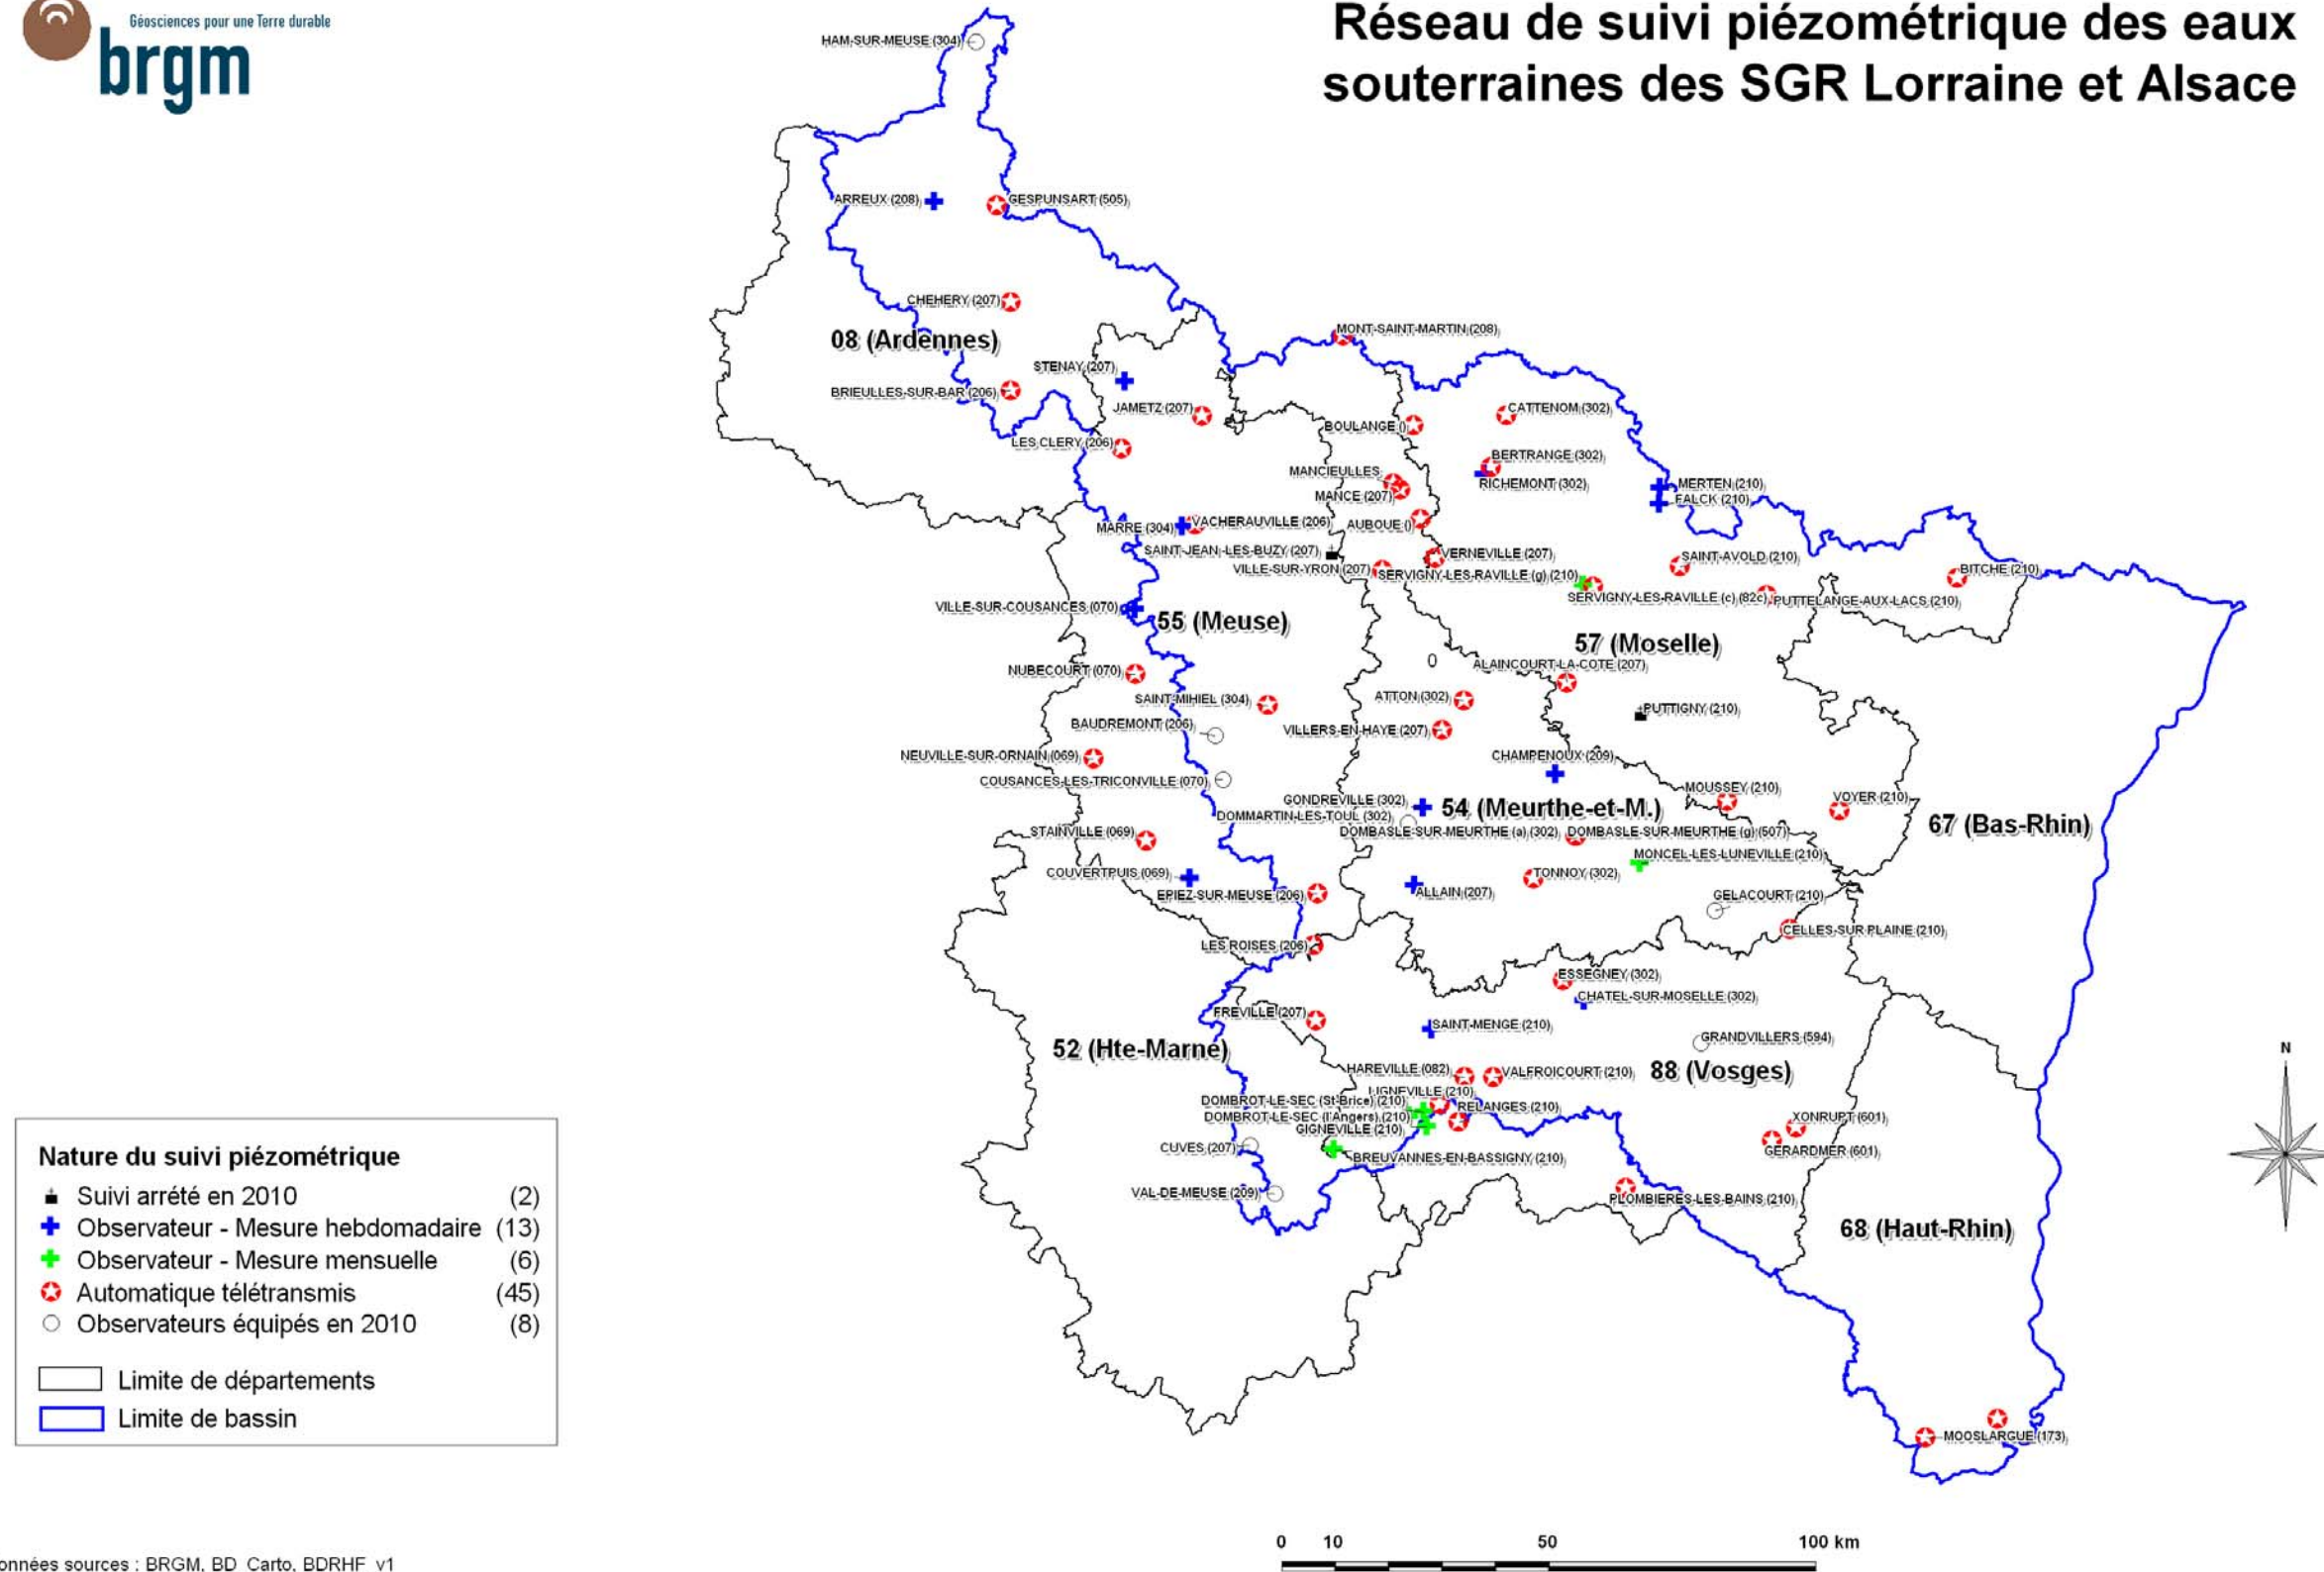 Géosciences pour une Terre durable
brgm
Réseau de suivi piézométrique des eaux
souterraines des SGR Lorraine et Alsace
HAM-SUR-MEUSE (304)
ARREUX (208)
GESPUNSART (505)
CHEHERY (207)
08 (Ardennes)
MONT-SAINT-MARTIN (208)
STENAY (207)
BRIEULLES-SUR-BAR (206)
JAMETZ (207)
CATTENOM (302)
BOULANGE ()
LES CLERY (206)
BERTRANGE (302)
MANCIEULLES
RICHEMONT (302)
MERTEN (210)
MANCE (207)
FALCK (210)
MARRE (304)
VACHERAUVILLE (206)
AUBOUE ()
SAINT-JEAN-LES-BUZY (207)
VERNEVILLE (207)
SAINT-AVOLD (210)
VILLE-SUR-YRON (207)
SERVIGNY-LES-RAVILLE (g) (210)
BITCHE (210)
SERVIGNY-LES-RAVILLE (c) (82c)
PUTTELANGE-AUX-LACS (210)
VILLE-SUR-COUSANCES (070)
55 (Meuse)
57 (Moselle)
0
ALAINCOURT-LA-COTE (207)
NUBECOURT (070)
SAINT-MIHIEL (304)
ATTON (302)
PUTTIGNY (210)
BAUDREMONT (206)
VILLERS-EN-HAYE (207)
NEUVILLE-SUR-ORNAIN (069)
CHAMPENOUX (209)
COUSANCES-LES-TRICONVILLE (070)
MOUSSEY (210)
VOYER (210)
GONDREVILLE (302)
54 (Meurthe-et-M.)
DOMMARTIN-LES-TOUL (302)
67 (Bas-Rhin)
STAINVILLE (069)
DOMBASLE-SUR-MEURTHE (a) (302)
DOMBASLE-SUR-MEURTHE (g) (507)
MONCEL-LES-LUNEVILLE (210)
COUVERTPUIS (069)
TONNOY (302)
EPIEZ-SUR-MEUSE (206)
ALLAIN (207)
GELACOURT (210)
CELLES-SUR PLAINE (210)
LES ROISES (206)
ESSEGNEY (302)
CHATEL-SUR-MOSELLE (302)
FREVILLE (207)
SAINT-MENGE (210)
GRANDVILLERS (594)
52 (Hte-Marne)
HAREVILLE (082)
VALFROICOURT (210)
88 (Vosges)
LIGNEVILLE (210)
DOMBROT-LE-SEC (St-Brice) (210)
RELANGES (210)
DOMBROT-LE-SEC (l'Angers) (210)
XONRUPT (601)
GIGNEVILLE (210)
CUVES (207)
GERARDMER (601)
BREUVANNES-EN-BASSIGNY (210)
VAL-DE-MEUSE (209)
PLOMBIERES-LES-BAINS (210)
68 (Haut-Rhin)
MOOSLARGUE (173)
N
Nature du suivi piézométrique
Suivi arrété en 2010 (2)
Observateur - Mesure hebdomadaire (13)
Observateur - Mesure mensuelle (6)
Automatique télétransmis (45)
Observateurs équipés en 2010 (8)
Limite de départements
Limite de bassin
0 10 50 100 km
onnées sources : BRGM, BD_Carto, BDRHF_v1